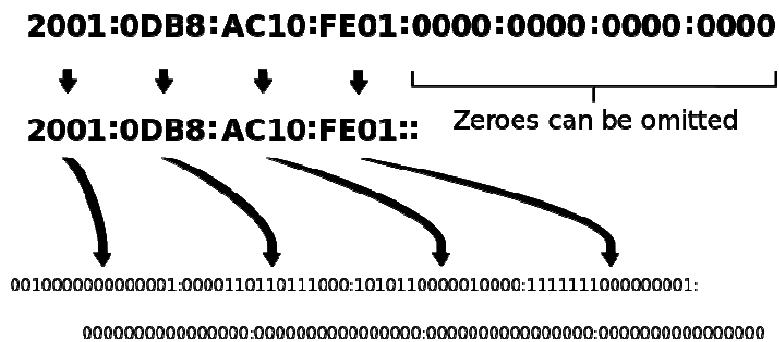 2001:0DB8:AC10:FE01:0000:0000:0000:0000
2001:0DB8:AC10:FE01::
Zeroes can be omitted
0010000000000001:0000110110111000:1010110000010000:1111111000000001:
0000000000000000:0000000000000000:0000000000000000:0000000000000000